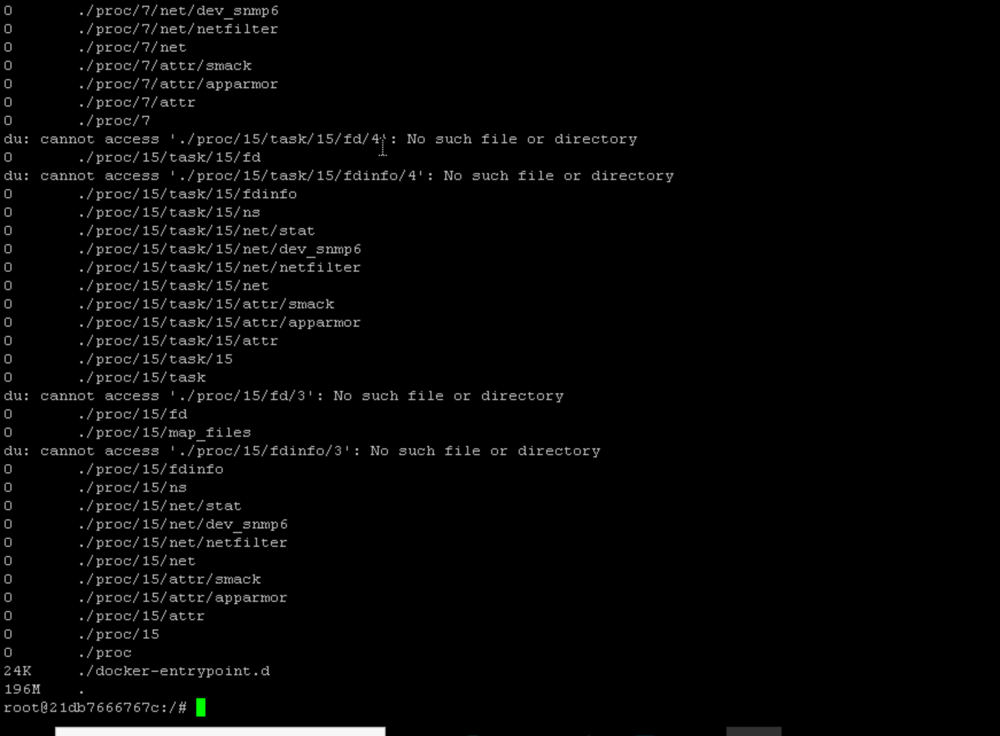 0 ./proc/7/net/dev_snmp6
0 ./proc/7/net/netfilter
0 ./proc/7/net
0 ./proc/7/attr/smack
0 ./proc/7/attr/apparmor
0 ./proc/7/attr
0 ./proc/7
du: cannot access './proc/15/task/15/fd/4': No such file or directory
0 ./proc/15/task/15/fd
du: cannot access './proc/15/task/15/fdinfo/4': No such file or directory
0 ./proc/15/task/15/fdinfo
0 ./proc/15/task/15/ns
0 ./proc/15/task/15/net/stat
0 ./proc/15/task/15/net/dev_snmp6
0 ./proc/15/task/15/net/netfilter
0 ./proc/15/task/15/net
0 ./proc/15/task/15/attr/smack
0 ./proc/15/task/15/attr/apparmor
0 ./proc/15/task/15/attr
0 ./proc/15/task/15
0 ./proc/15/task
du: cannot access './proc/15/fd/3': No such file or directory
0 ./proc/15/fd
0 ./proc/15/map_files
du: cannot access './proc/15/fdinfo/3': No such file or directory
0 ./proc/15/fdinfo
0 ./proc/15/ns
0 ./proc/15/net/stat
0 ./proc/15/net/dev_snmp6
0 ./proc/15/net/netfilter
0 ./proc/15/net
0 ./proc/15/attr/smack
0 ./proc/15/attr/apparmor
0 ./proc/15/attr
0 ./proc/15
0 ./proc
24K ./docker-entrypoint.d
196M .
root@21db7666767c:/#